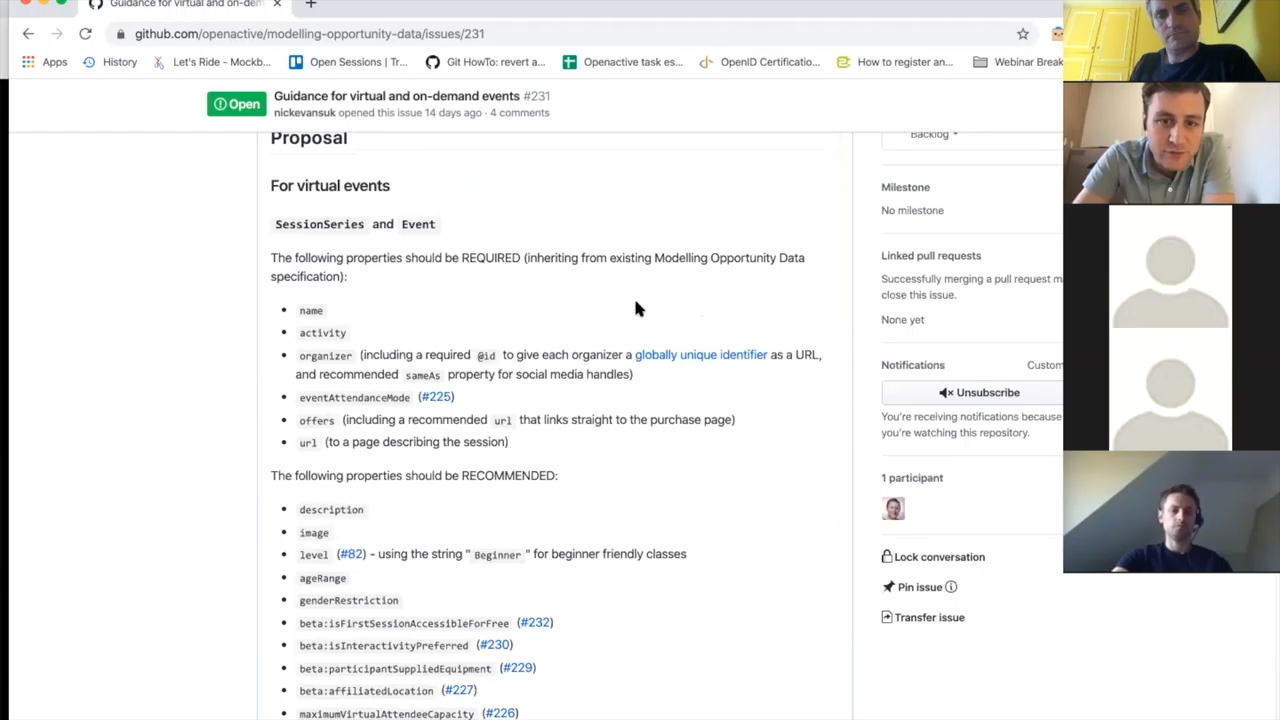 Guidance for virtual and on-dem
github.com/openactive/modelling-opportunity-data/issues/231
Apps History Let's Ride - Mockb... Open Sessions | Tr... Git HowTo: revert a... Openactive task es... OpenID Certificatio... How to register an... Webinar Break
Open
Guidance for virtual and on-demand events #231
nickevansuk opened this issue 14 days ago · 4 comments
Proposal
For virtual events
SessionSeries and Event
The following properties should be REQUIRED (inheriting from existing Modelling Opportunity Data
specification):
• name
• activity
• organizer (including a required @id to give each organizer a globally unique identifier as a URL,
and recommended sameAs property for social media handles)
• eventAttendanceMode (#225)
• offers (including a recommended url that links straight to the purchase page)
• url (to a page describing the session)
The following properties should be RECOMMENDED:
• description
• image
• level (#82) - using the string "Beginner" for beginner friendly classes
• ageRange
• genderRestriction
• beta:isFirstSessionAccessibleForFree (#232)
• beta:isInteractivityPreferred (#230)
• beta:participantSuppliedEquipment (#229)
• beta:affiliatedLocation (#227)
• maximumVirtualAttendeeCapacity (#226)
Backlog
Milestone
No milestone
Linked pull requests
Successfully merging a pull request m
close this issue.
None yet
Notifications Custom
Unsubscribe
You're receiving notifications because
you're watching this repository.
1 participant
Lock conversation
Pin issue
Transfer issue